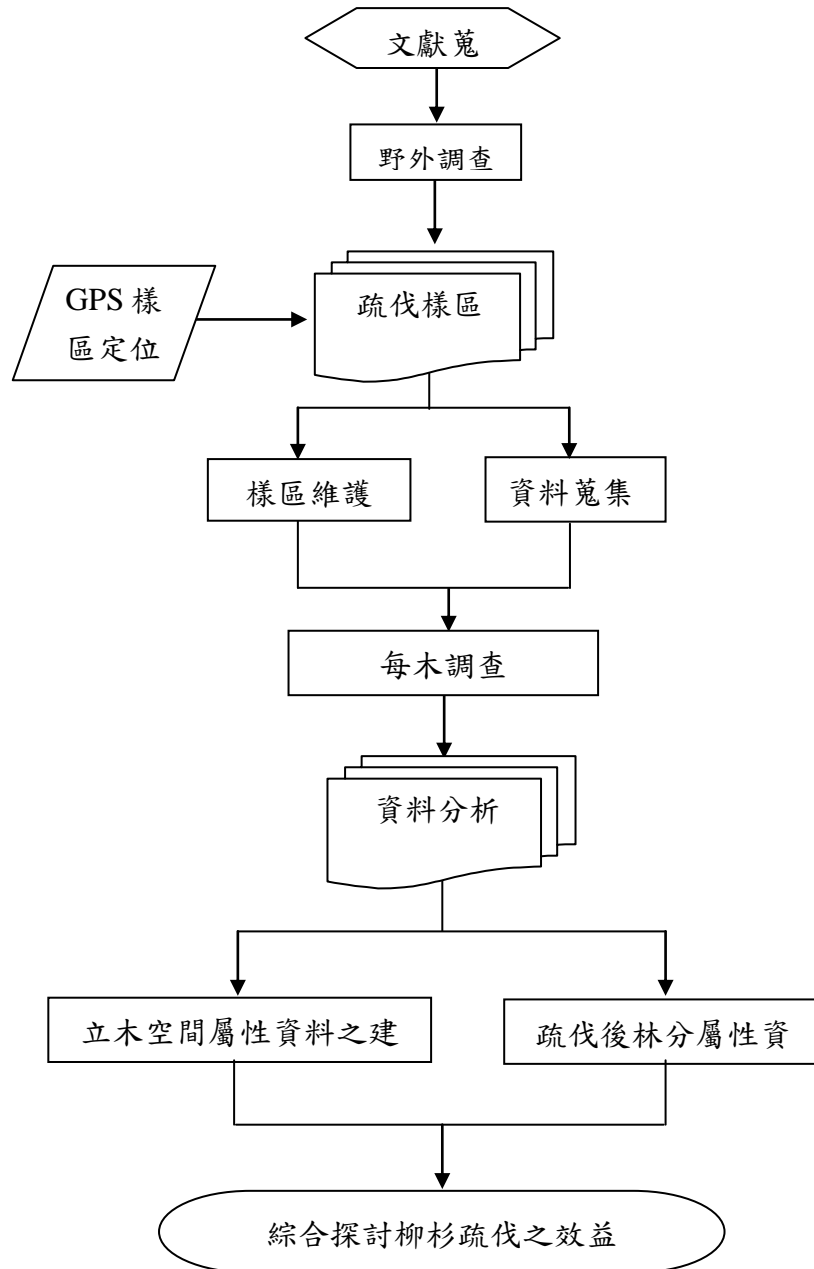 文獻蒐
野外調查
GPS 樣
區定位
疏伐樣區
樣區維護
資料蒐集
每木調查
資料分析
立木空間屬性資料之建
疏伐後林分屬性資
綜合探討柳杉疏伐之效益